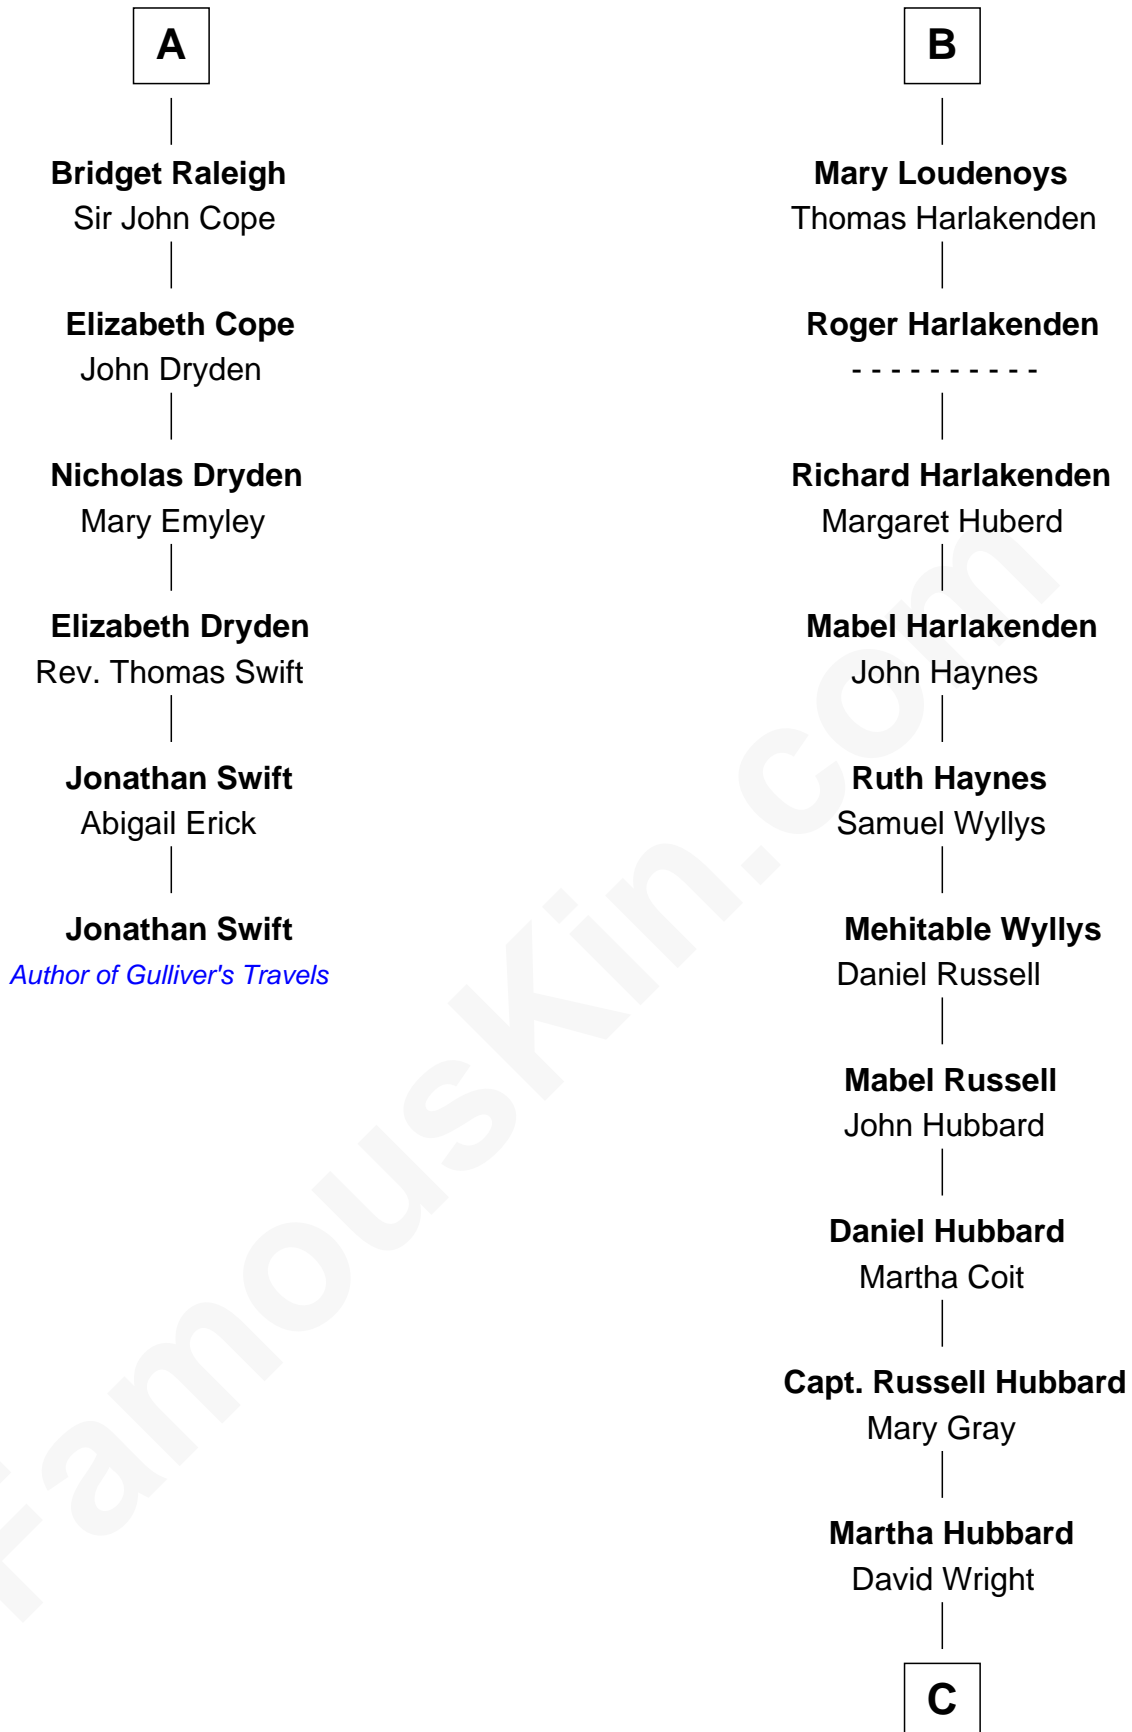 A
Bridget Raleigh
Sir John Cope
Elizabeth Cope
John Dryden
Nicholas Dryden
Mary Emyley
Elizabeth Dryden
Rev. Thomas Swift
Jonathan Swift
Abigail Erick
Jonathan Swift
Author of Gulliver's Travels
B
Mary Loudenoys
Thomas Harlakenden
Roger Harlakenden
- - - - - - - - - -
Richard Harlakenden
Margaret Huberd
Mabel Harlakenden
John Haynes
Ruth Haynes
Samuel Wyllys
Mehitable Wyllys
Daniel Russell
Mabel Russell
John Hubbard
Daniel Hubbard
Martha Coit
Capt. Russell Hubbard
Mary Gray
Martha Hubbard
David Wright
C
FamousKin.com